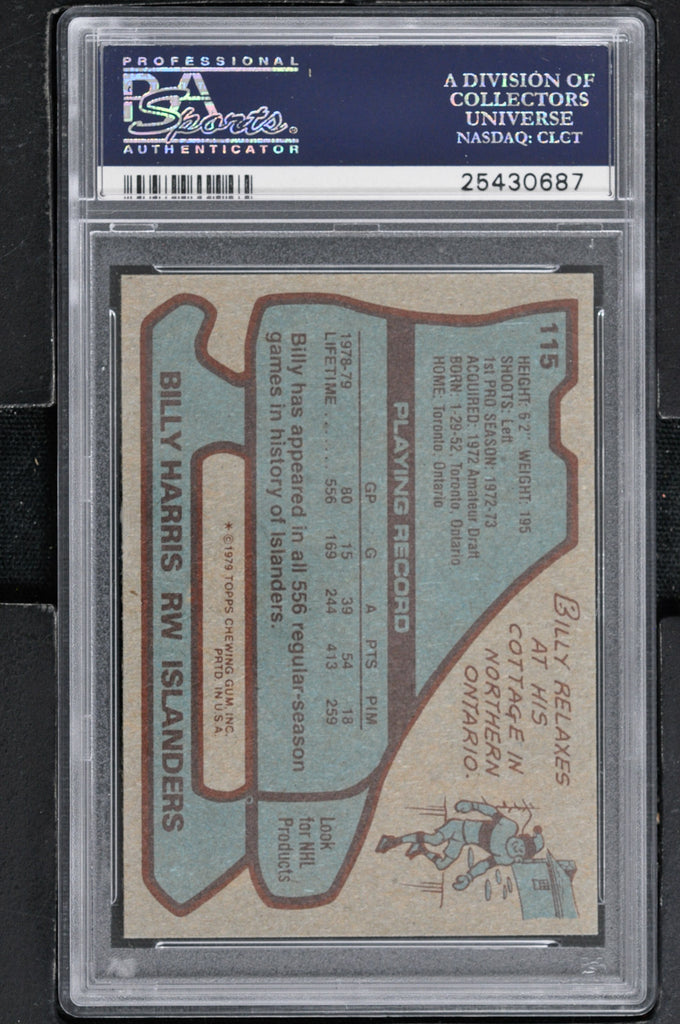 PROFESSIONAL
PSA
Sports®
AUTHENTICATOR
A DIVISION OF
COLLECTORS
UNIVERSE
NASDAQ: CLCT
25430687
115
HEIGHT: 6'2" WEIGHT: 195
SHOOTS: Left
1st PRO SEASON: 1972-73
ACQUIRED: 1972 Amateur Draft
BORN: 1-29-52, Toronto, Ontario
HOME: Toronto, Ontario
BILLY RELAXES
AT HIS
COTTAGE IN
NORTHERN
ONTARIO.
PLAYING RECORD
GP G A PTS PIM
1978-79 80 15 39 54 18
LIFETIME...... 556 169 244 413 259
Billy has appeared in all 556 regular-season
games in history of Islanders.
Look
for NHL
Products
* ©1979 TOPPS CHEWING GUM, INC.
PRTD. IN U.S.A.
BILLY HARRIS RW ISLANDERS